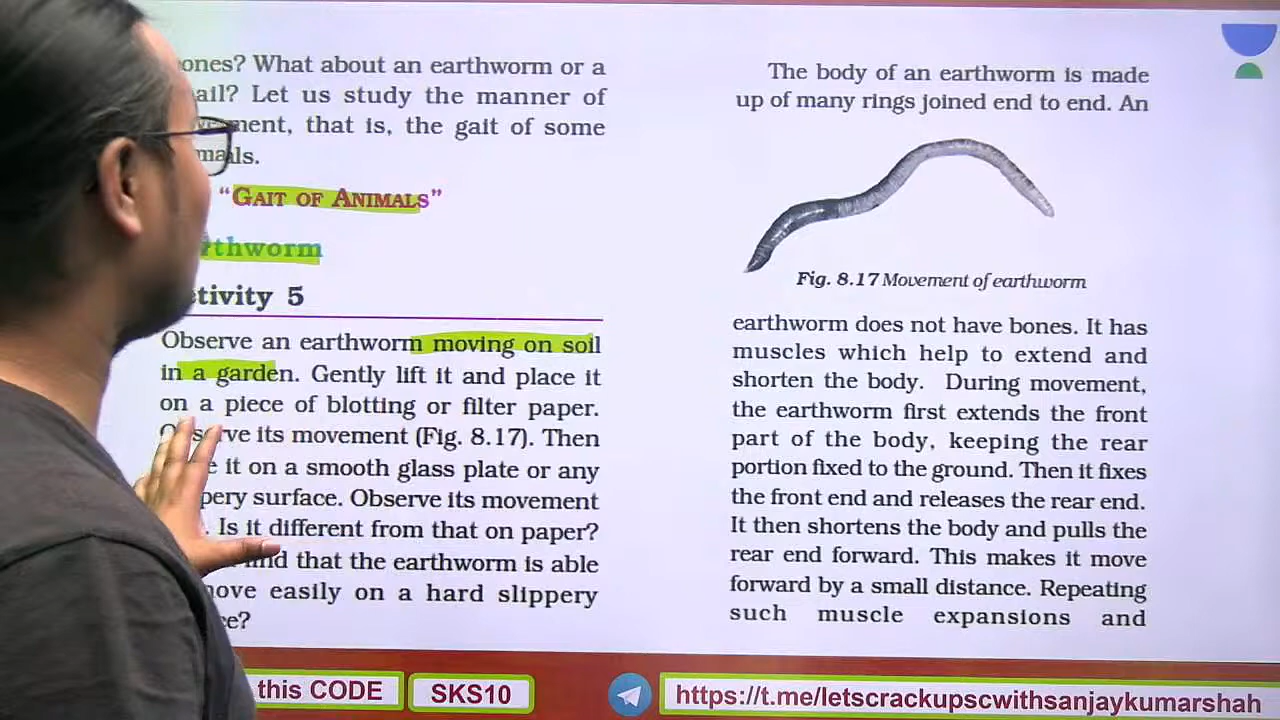 ones? What about an earthworm or a
ail? Let us study the manner of
ment, that is, the gait of some
mals.
“GAIT OF ANIMALS”
rthworm
tivity 5
Observe an earthworm moving on soil
in a garden. Gently lift it and place it
on a piece of blotting or filter paper.
Observe its movement (Fig. 8.17). Then
e it on a smooth glass plate or any
pery surface. Observe its movement
. Is it different from that on paper?
nd that the earthworm is able
ove easily on a hard slippery
ce?
The body of an earthworm is made
up of many rings joined end to end. An
Fig. 8.17 Movement of earthworm
earthworm does not have bones. It has
muscles which help to extend and
shorten the body. During movement,
the earthworm first extends the front
part of the body, keeping the rear
portion fixed to the ground. Then it fixes
the front end and releases the rear end.
It then shortens the body and pulls the
rear end forward. This makes it move
forward by a small distance. Repeating
such muscle expansions and
this CODE
SKS10
https://t.me/letscrackupscwithsanjaykumarshah